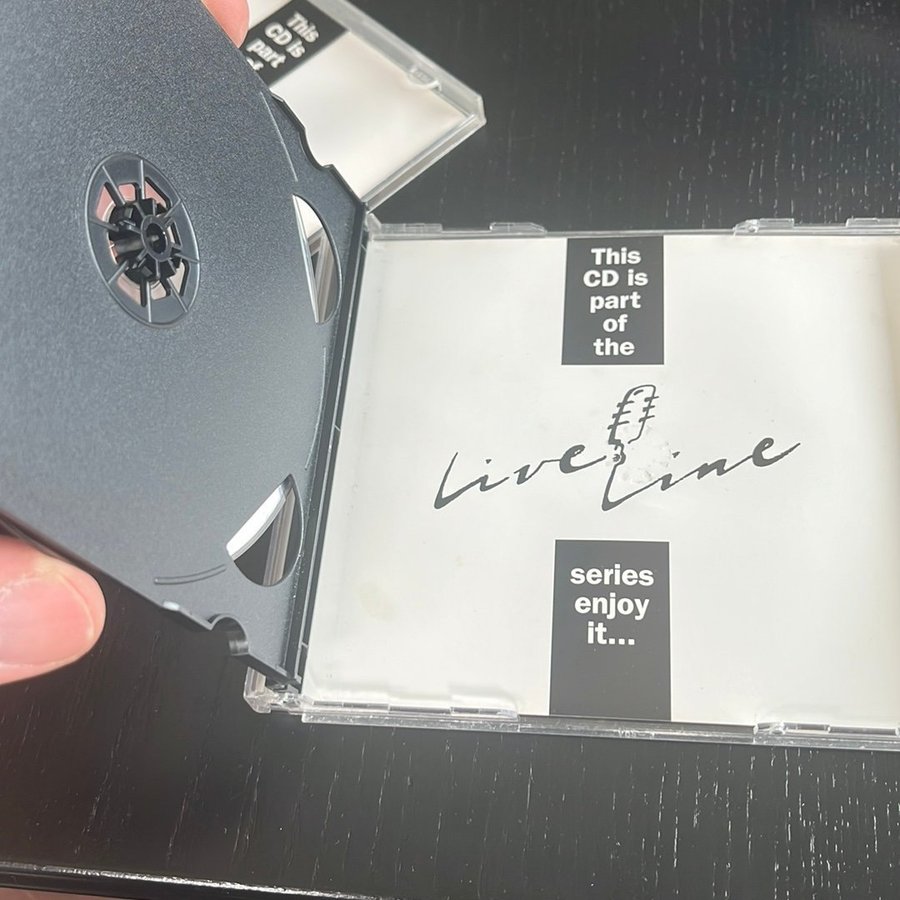 This
CD is
part
This
CD is
part
of
the
Live Line
series
enjoy
it...